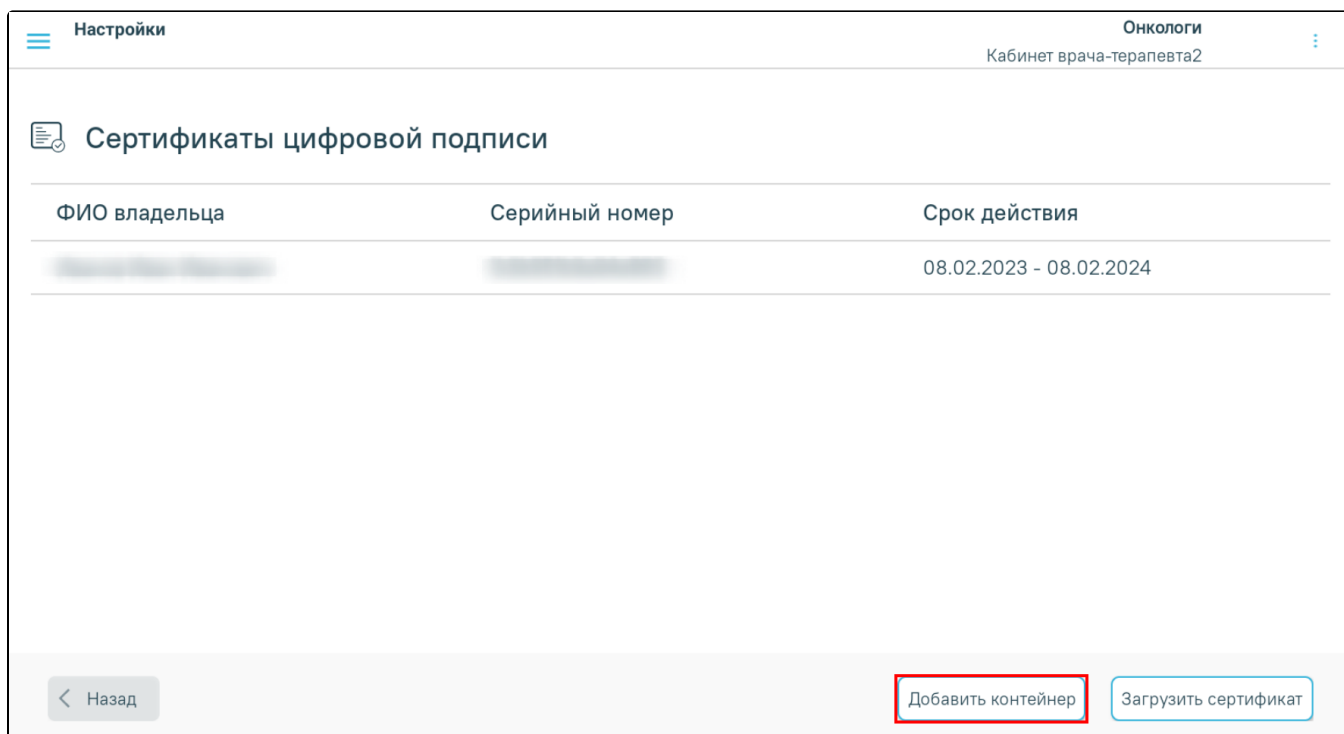 Настройки
Онкологи
Кабинет врача-терапевта2
Сертификаты цифровой подписи
ФИО владельца Серийный номер Срок действия
08.02.2023 - 08.02.2024
Назад Добавить контейнер Загрузить сертификат